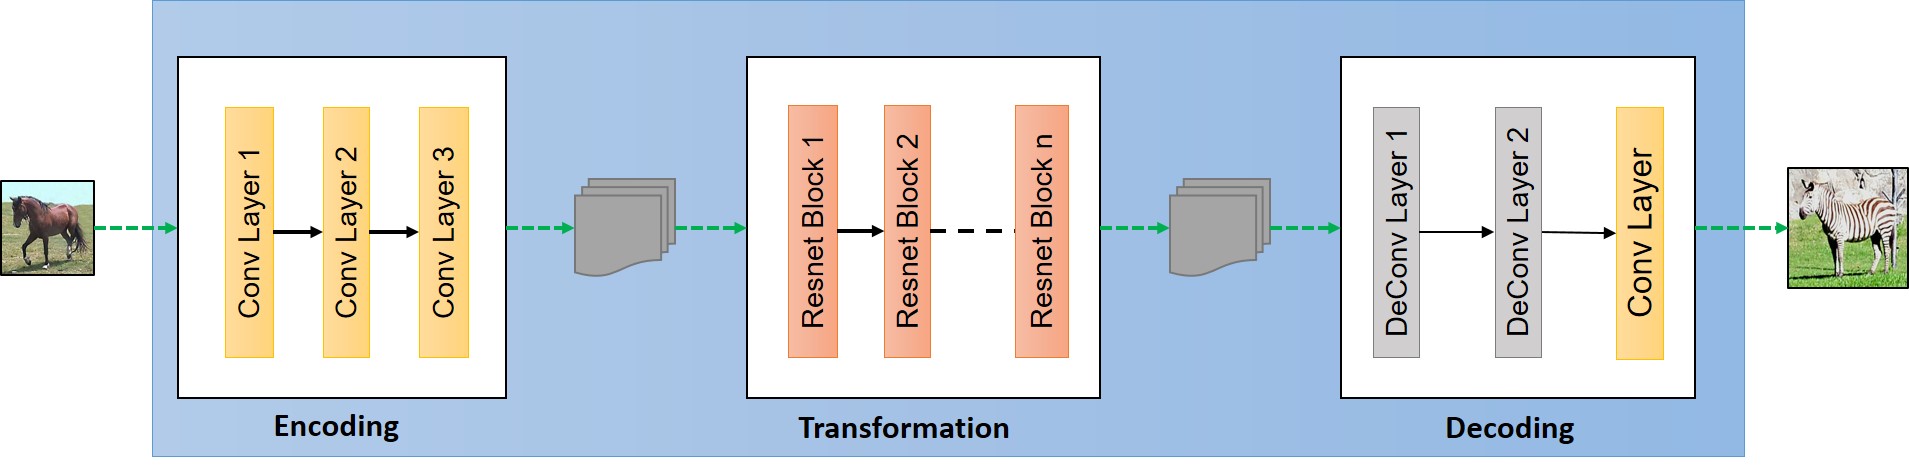 Conv Layer 1
Conv Layer 2
Conv Layer 3
Encoding
Resnet Block 1
Resnet Block 2
Resnet Block n
Transformation
DeConv Layer 1
DeConv Layer 2
Conv Layer
Decoding